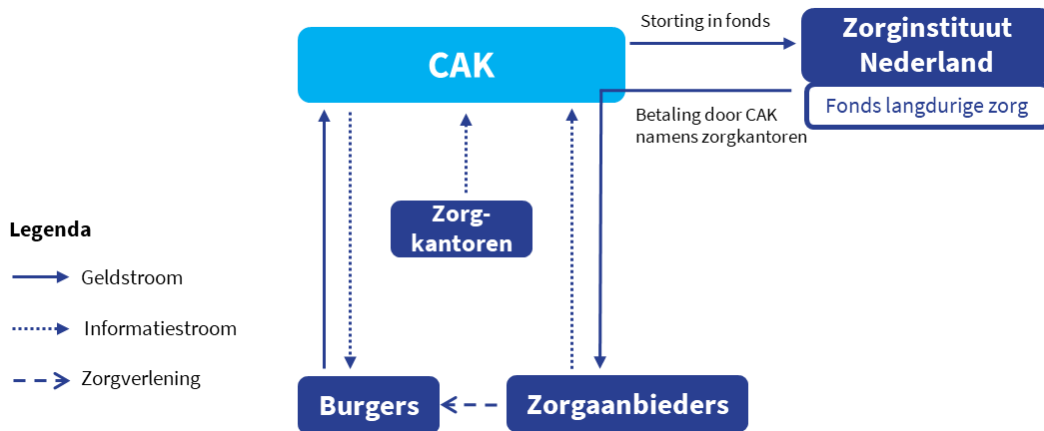 CAK
Storting in fonds
Zorginstituut
Nederland
Fonds langdurige zorg
Betaling door CAK
namens zorgkantoren
Zorg-
kantoren
Legenda
Geldstroom
Informatiestroom
Zorgverlening
Burgers
Zorgaanbieders